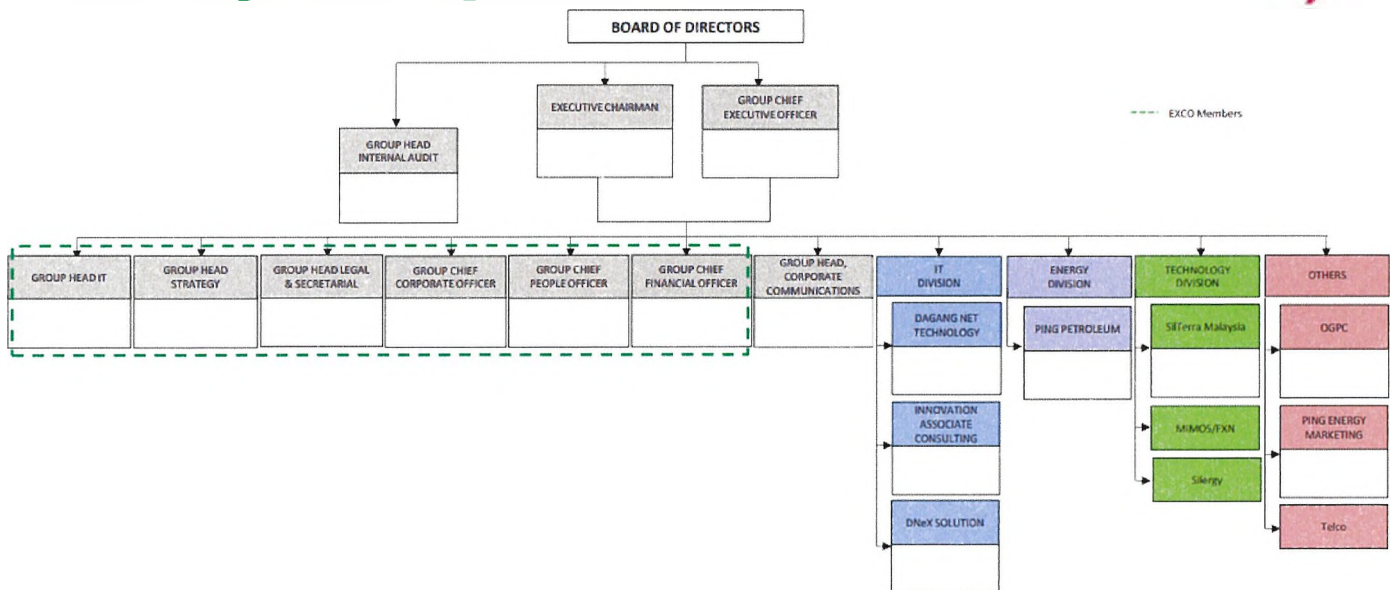 BOARD OF DIRECTORS
EXECUTIVE CHAIRMAN
GROUP CHIEF
EXECUTIVE OFFICER
EXCO Members
GROUP HEAD
INTERNAL AUDIT
GROUP HEAD IT
GROUP HEAD
STRATEGY
GROUP HEAD LEGAL
& SECRETARIAL
GROUP CHIEF
CORPORATE OFFICER
GROUP CHIEF
PEOPLE OFFICER
GROUP CHIEF
FINANCIAL OFFICER
GROUP HEAD,
CORPORATE
COMMUNICATIONS
IT
DIVISION
DAGANG NET
TECHNOLOGY
INNOVATION
ASSOCIATE
CONSULTING
DNeX SOLUTION
ENERGY
DIVISION
PING PETROLEUM
TECHNOLOGY
DIVISION
SilTerra Malaysia
MIMOS/FXN
Silergy
OTHERS
OGPC
PING ENERGY
MARKETING
Telco